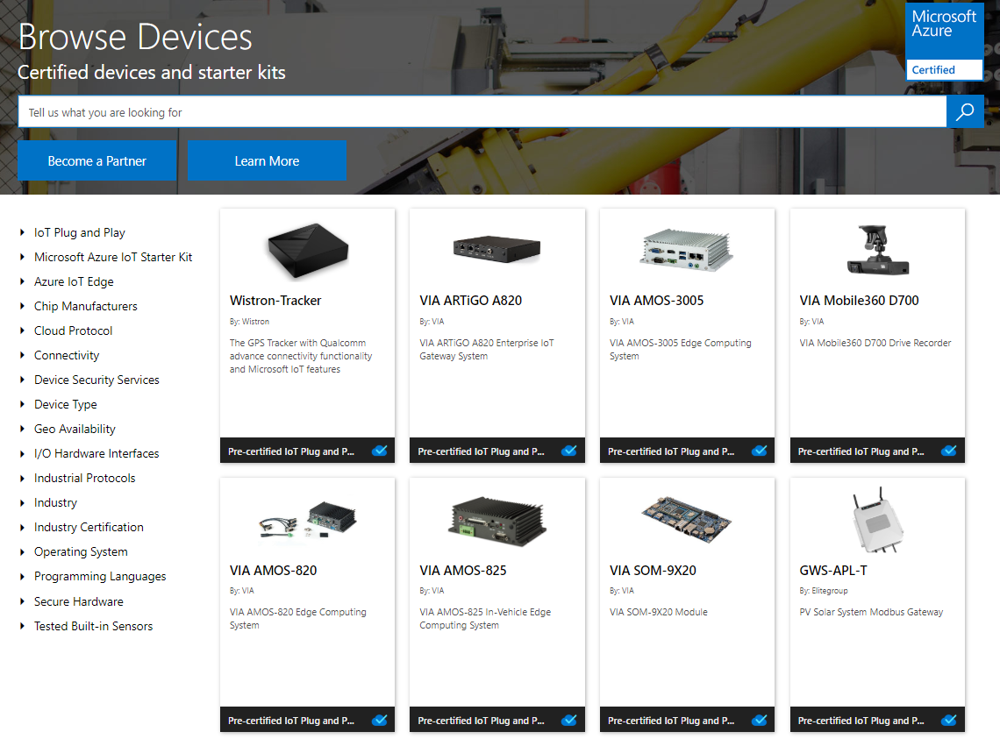 Browse Devices
Certified devices and starter kits
Microsoft
Azure
Certified
Tell us what you are looking for
Become a Partner
Learn More
IoT Plug and Play
Microsoft Azure IoT Starter Kit
Azure IoT Edge
Chip Manufacturers
Cloud Protocol
Connectivity
Device Security Services
Device Type
Geo Availability
I/O Hardware Interfaces
Industrial Protocols
Industry
Industry Certification
Operating System
Programming Languages
Secure Hardware
Tested Built-in Sensors
Wistron-Tracker
By: Wistron
The GPS Tracker with Qualcomm
advance connectivity functionality
and Microsoft IoT features
Pre-certified IoT Plug and P...
VIA ARTiGO A820
By: VIA
VIA ARTiGO A820 Enterprise IoT
Gateway System
Pre-certified IoT Plug and P...
VIA AMOS-3005
By: VIA
VIA AMOS-3005 Edge Computing
System
Pre-certified IoT Plug and P...
VIA Mobile360 D700
By: VIA
VIA Mobile360 D700 Drive Recorder
Pre-certified IoT Plug and P...
VIA AMOS-820
By: VIA
VIA AMOS-820 Edge Computing
System
Pre-certified IoT Plug and P...
VIA AMOS-825
By: VIA
VIA AMOS-825 In-Vehicle Edge
Computing System
Pre-certified IoT Plug and P...
VIA SOM-9X20
By: VIA
VIA SOM-9X20 Module
Pre-certified IoT Plug and P...
GWS-APL-T
By: Elitegroup
PV Solar System Modbus Gateway
Pre-certified IoT Plug and P...